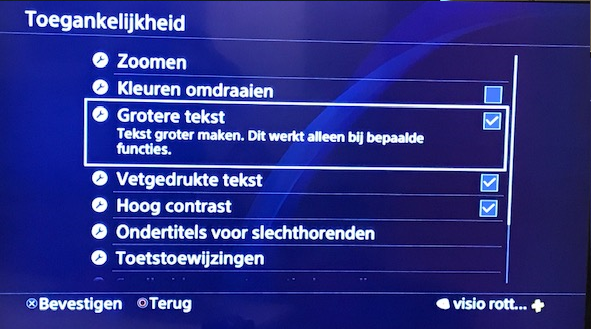 Toegankelijkheid
Zoomen
Kleuren omdraaien
Grotere tekst
Tekst groter maken. Dit werkt alleen bij bepaalde
functies.
Vetgedrukte tekst
Hoog contrast
Ondertitels voor slechthorenden
Toetstoewijzingen
Bevestigen Terug visio rott...